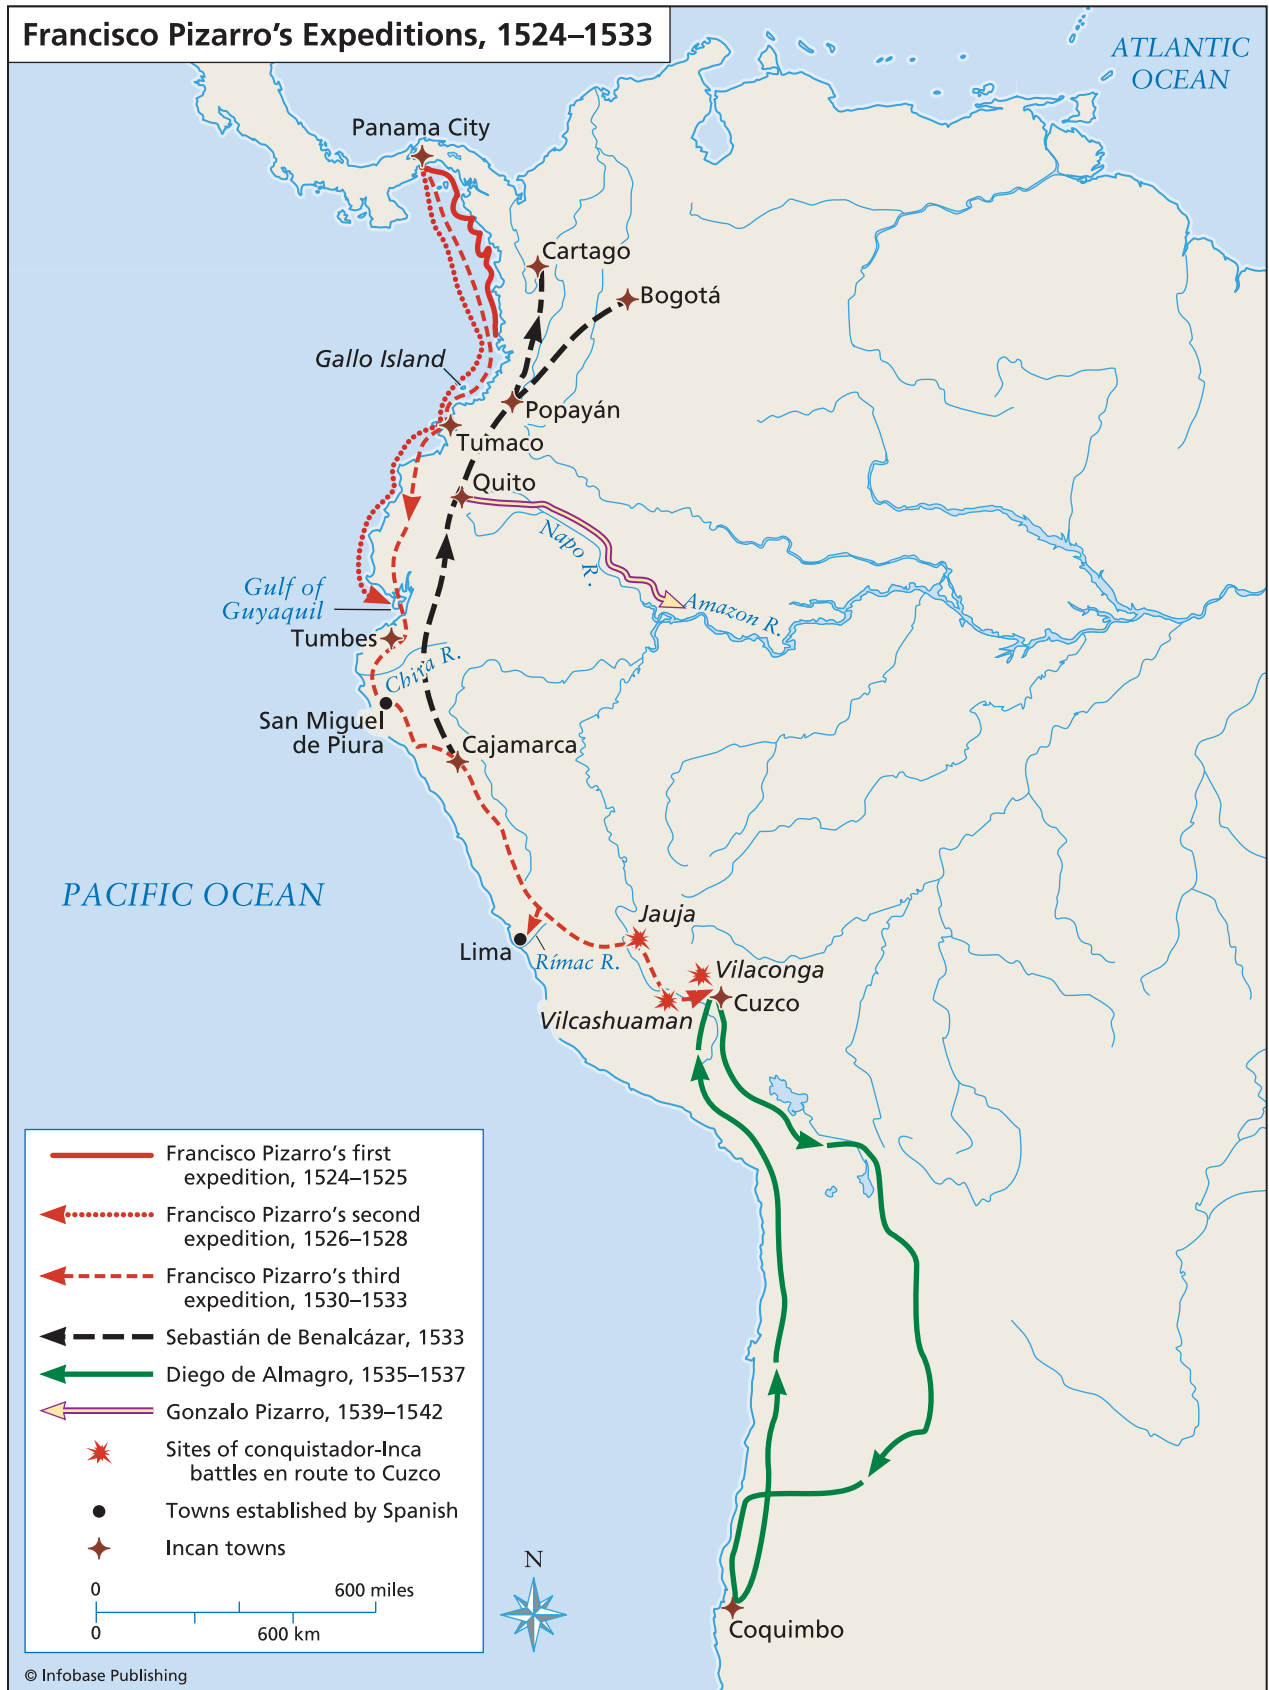 Francisco Pizarro's Expeditions, 1524–1533
ATLANTIC
OCEAN
Panama City
Cartago
Bogotá
Gallo Island
Popayán
Tumaco
Quito
Napo R.
Amazon R.
Gulf of
Guyaquil
Tumbes
Chira R.
San Miguel
de Piura
Cajamarca
PACIFIC OCEAN
Jauja
Lima
Rímac R.
Vilaconga
Cuzco
Vilcashuaman
Coquimbo
Francisco Pizarro's first
expedition, 1524–1525
Francisco Pizarro's second
expedition, 1526–1528
Francisco Pizarro's third
expedition, 1530–1533
Sebastián de Benalcázar, 1533
Diego de Almagro, 1535–1537
Gonzalo Pizarro, 1539–1542
Sites of conquistador-Inca
battles en route to Cuzco
Towns established by Spanish
Incan towns
0 600 miles
0 600 km
N
© Infobase Publishing